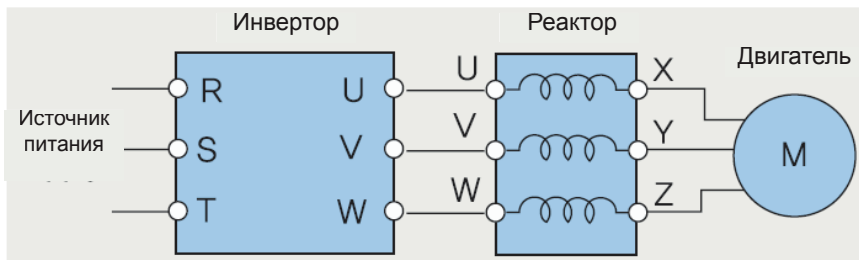 Инвертор
Реактор
Двигатель
Источник
питания
R
S
T
U
V
W
U
V
W
X
Y
Z
M